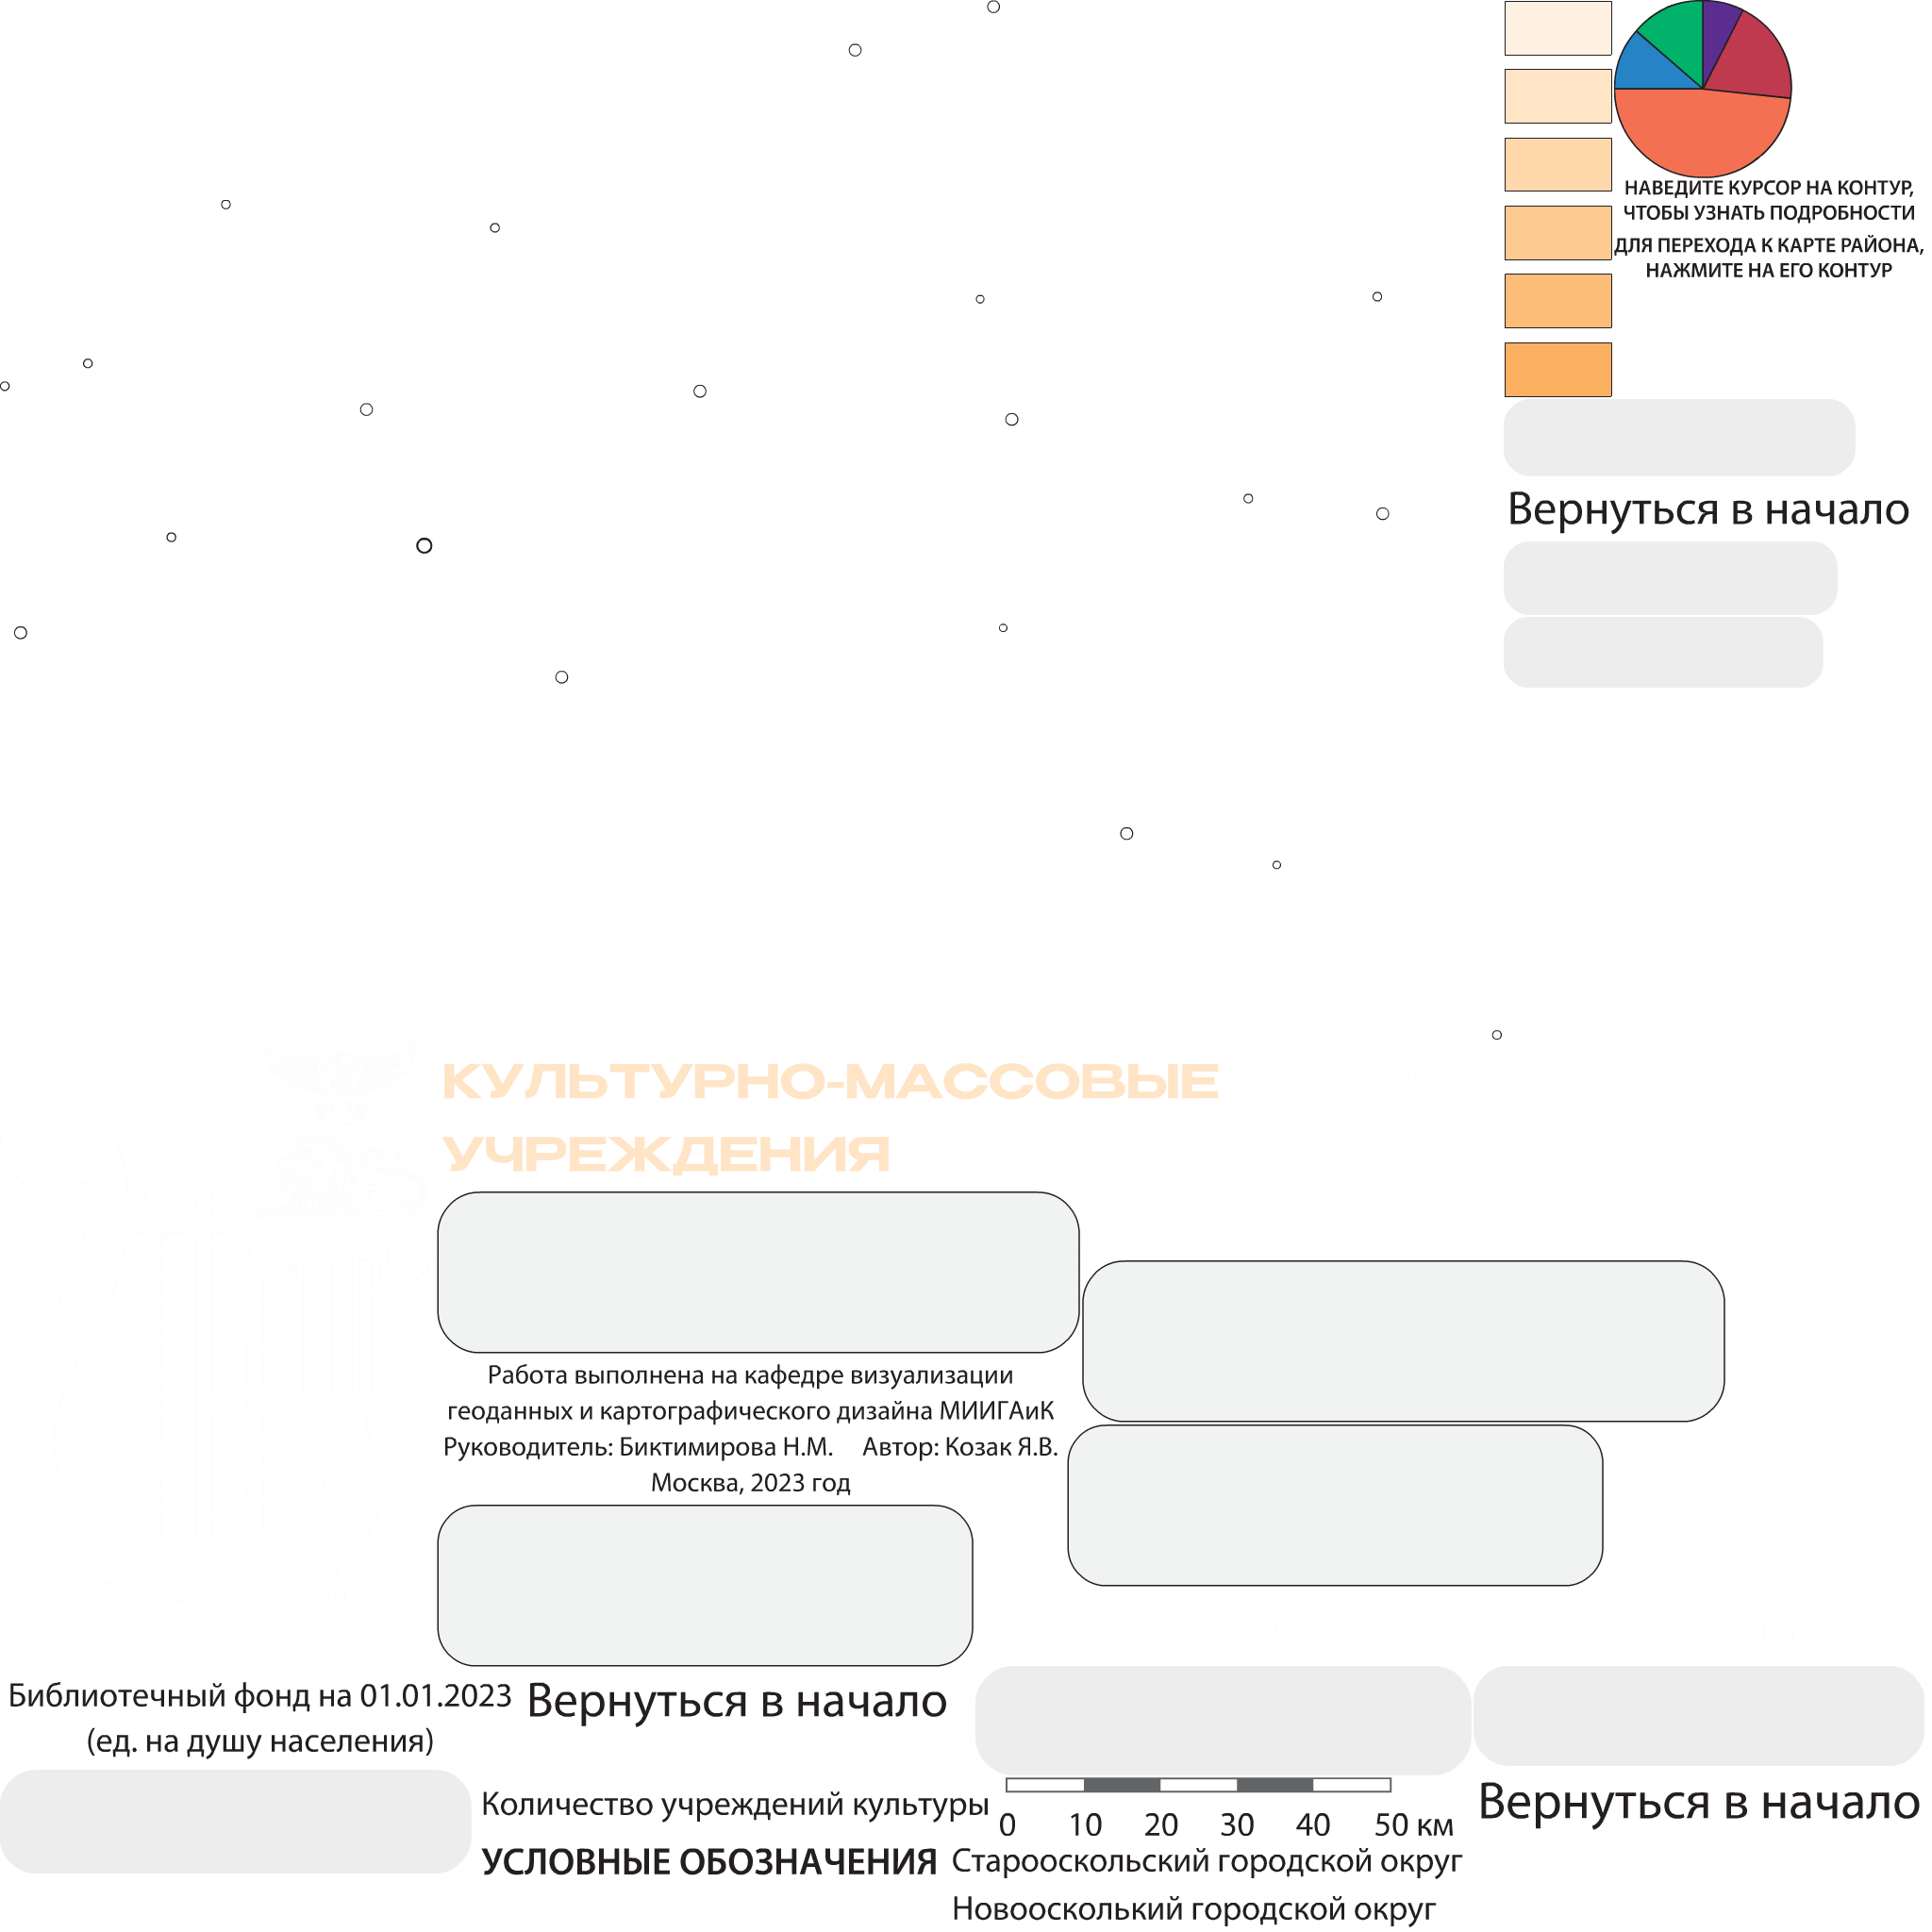 НАВЕДИТЕ КУРСОР НА КОНТУР,
ЧТОБЫ УЗНАТЬ ПОДРОБНОСТИ
ДЛЯ ПЕРЕХОДА К КАРТЕ РАЙОНА,
НАЖМИТЕ НА ЕГО КОНТУР
Вернуться в начало
КУЛЬТУРНО-МАССОВЫЕ
УЧРЕЖДЕНИЯ
Работа выполнена на кафедре визуализации
геоданных и картографического дизайна МИИГАиК
Руководитель: Биктимирова Н.М. Автор: Козак Я.В.
Москва, 2023 год
Библиотечный фонд на 01.01.2023
(ед. на душу населения)
Вернуться в начало
Количество учреждений культуры
УСЛОВНЫЕ ОБОЗНАЧЕНИЯ
0 10 20 30 40 50 км
Старооскольский городской округ
Новоосколький городской округ
Вернуться в начало